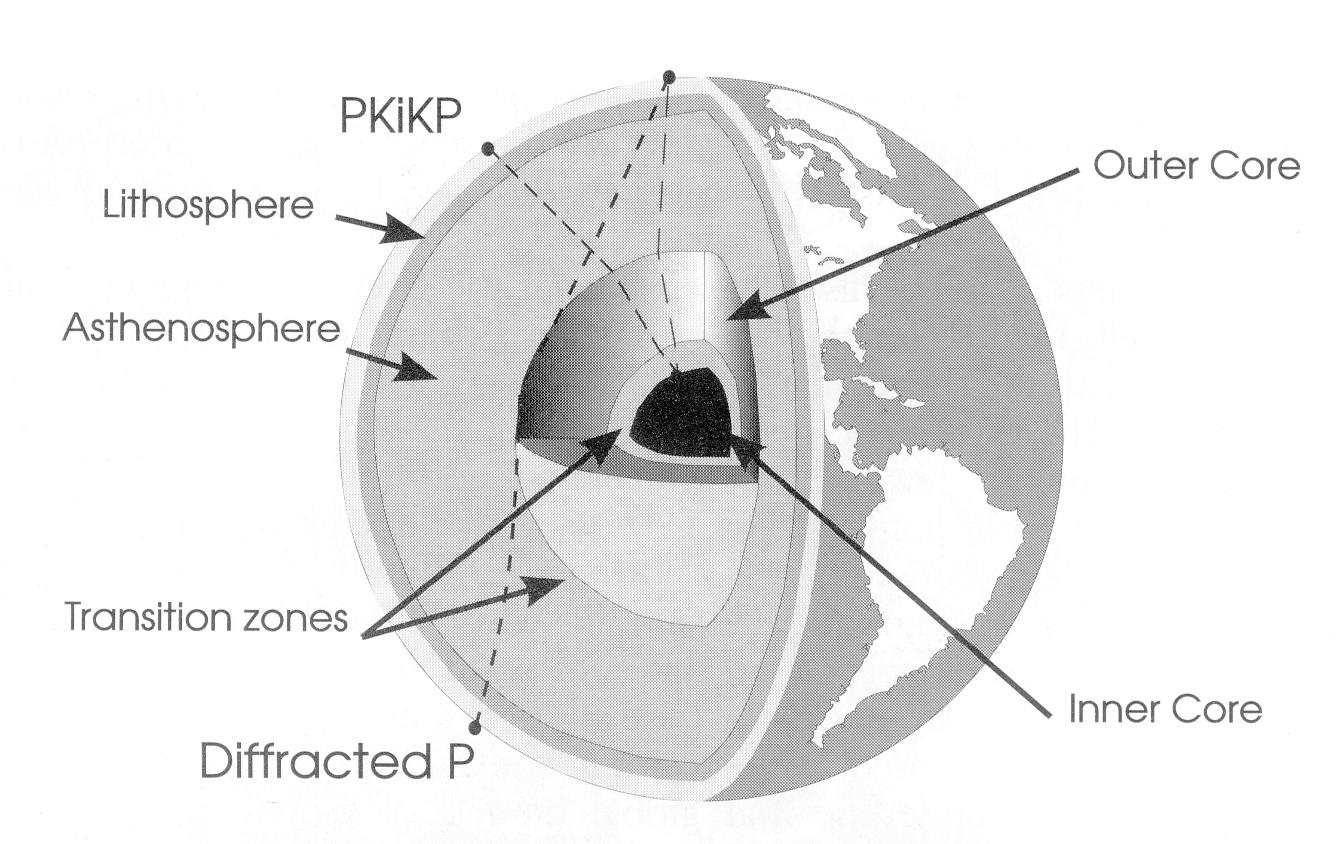 PKiKP
Outer Core
Lithosphere
Asthenosphere
Transition zones
Inner Core
Diffracted P